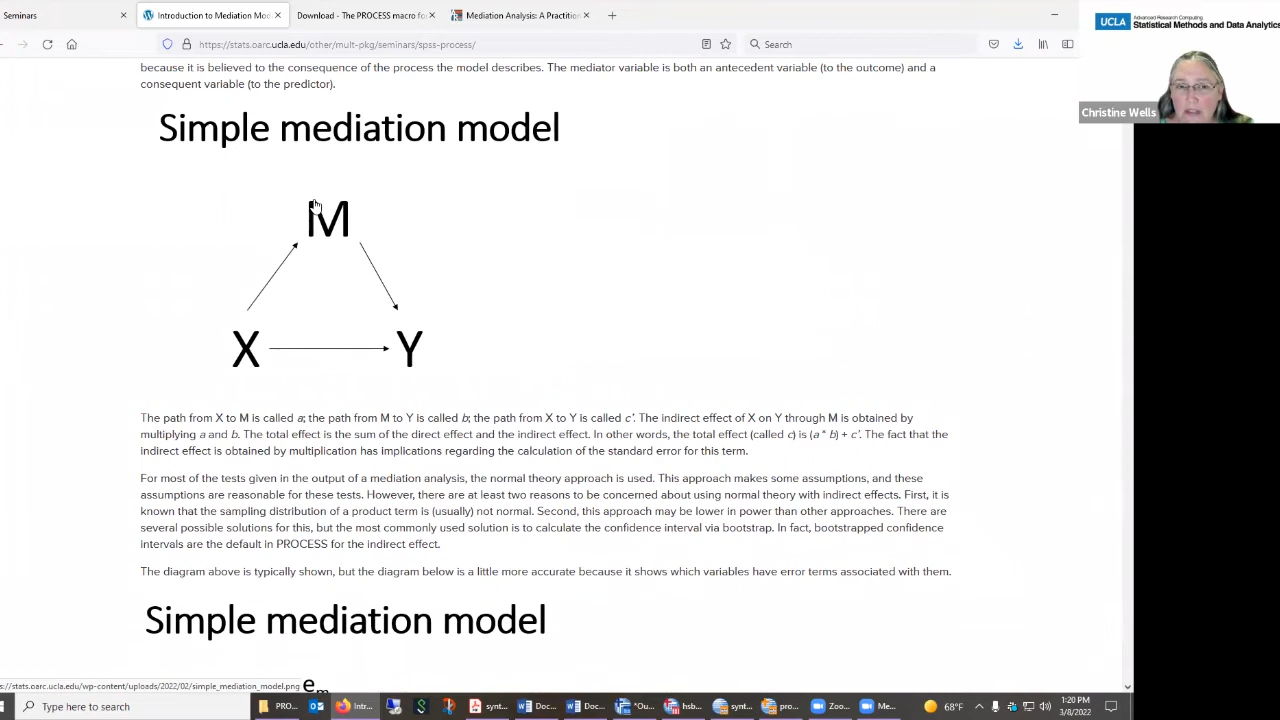 Seminars
Introduction to Mediation Mod
Download - The PROCESS macro fo
Mediation Analysis: A Practition
https://stats.oarc.ucla.edu/other/mult-pkg/seminars/spss-process/
Search
UCLA
Advanced Research Computing
Statistical Methods and Data Analytics
Christine Wells
because it is believed to the consequence of the process the model describes. The mediator variable is both an antecedent variable (to the outcome) and a
consequent variable (to the predictor).
Simple mediation model
M
X
Y
The path from X to M is called a; the path from M to Y is called b; the path from X to Y is called c'. The indirect effect of X on Y through M is obtained by
multiplying a and b. The total effect is the sum of the direct effect and the indirect effect. In other words, the total effect (called c) is (a * b) + c'. The fact that the
indirect effect is obtained by multiplication has implications regarding the calculation of the standard error for this term.
For most of the tests given in the output of a mediation analysis, the normal theory approach is used. This approach makes some assumptions, and these
assumptions are reasonable for these tests. However, there are at least two reasons to be concerned about using normal theory with indirect effects. First, it is
known that the sampling distribution of a product term is (usually) not normal. Second, this approach may be lower in power than other approaches. There are
several possible solutions for this, but the most commonly used solution is to calculate the confidence interval via bootstrap. In fact, bootstrapped confidence
intervals are the default in PROCESS for the indirect effect.
The diagram above is typically shown, but the diagram below is a little more accurate because it shows which variables have error terms associated with them.
Simple mediation model
e m
s://stats.oarc.ucla.edu/wp-content/uploads/2022/02/simple_mediation_model.png
Type here to search
PRO...
Intr...
synt...
Doc...
Doc...
*Ou...
hsb...
synt...
pro...
Zoo...
Me...
68°F
1:20 PM
3/8/2022